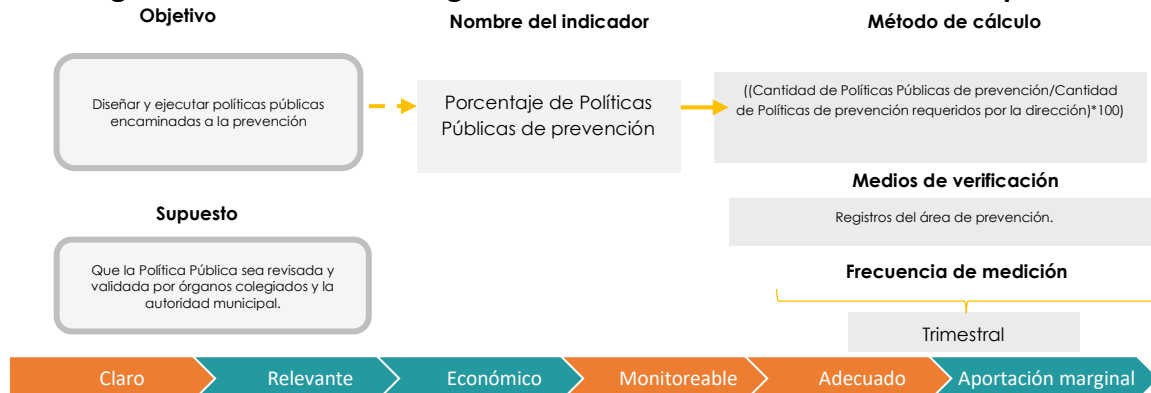 Objetivo
Nombre del indicador
Método de cálculo
Diseñar y ejecutar políticas públicas
encaminadas a la prevención
Porcentaje de Políticas
Públicas de prevención
((Cantidad de Políticas Públicas de prevención/Cantidad
de Políticas de prevención requeridos por la dirección)*100)
Medios de verificación
Registros del área de prevención.
Supuesto
Que la Política Pública sea revisada y
validada por órganos colegiados y la
autoridad municipal.
Frecuencia de medición
Trimestral
Claro
Relevante
Económico
Monitoreable
Adecuado
Aportación marginal